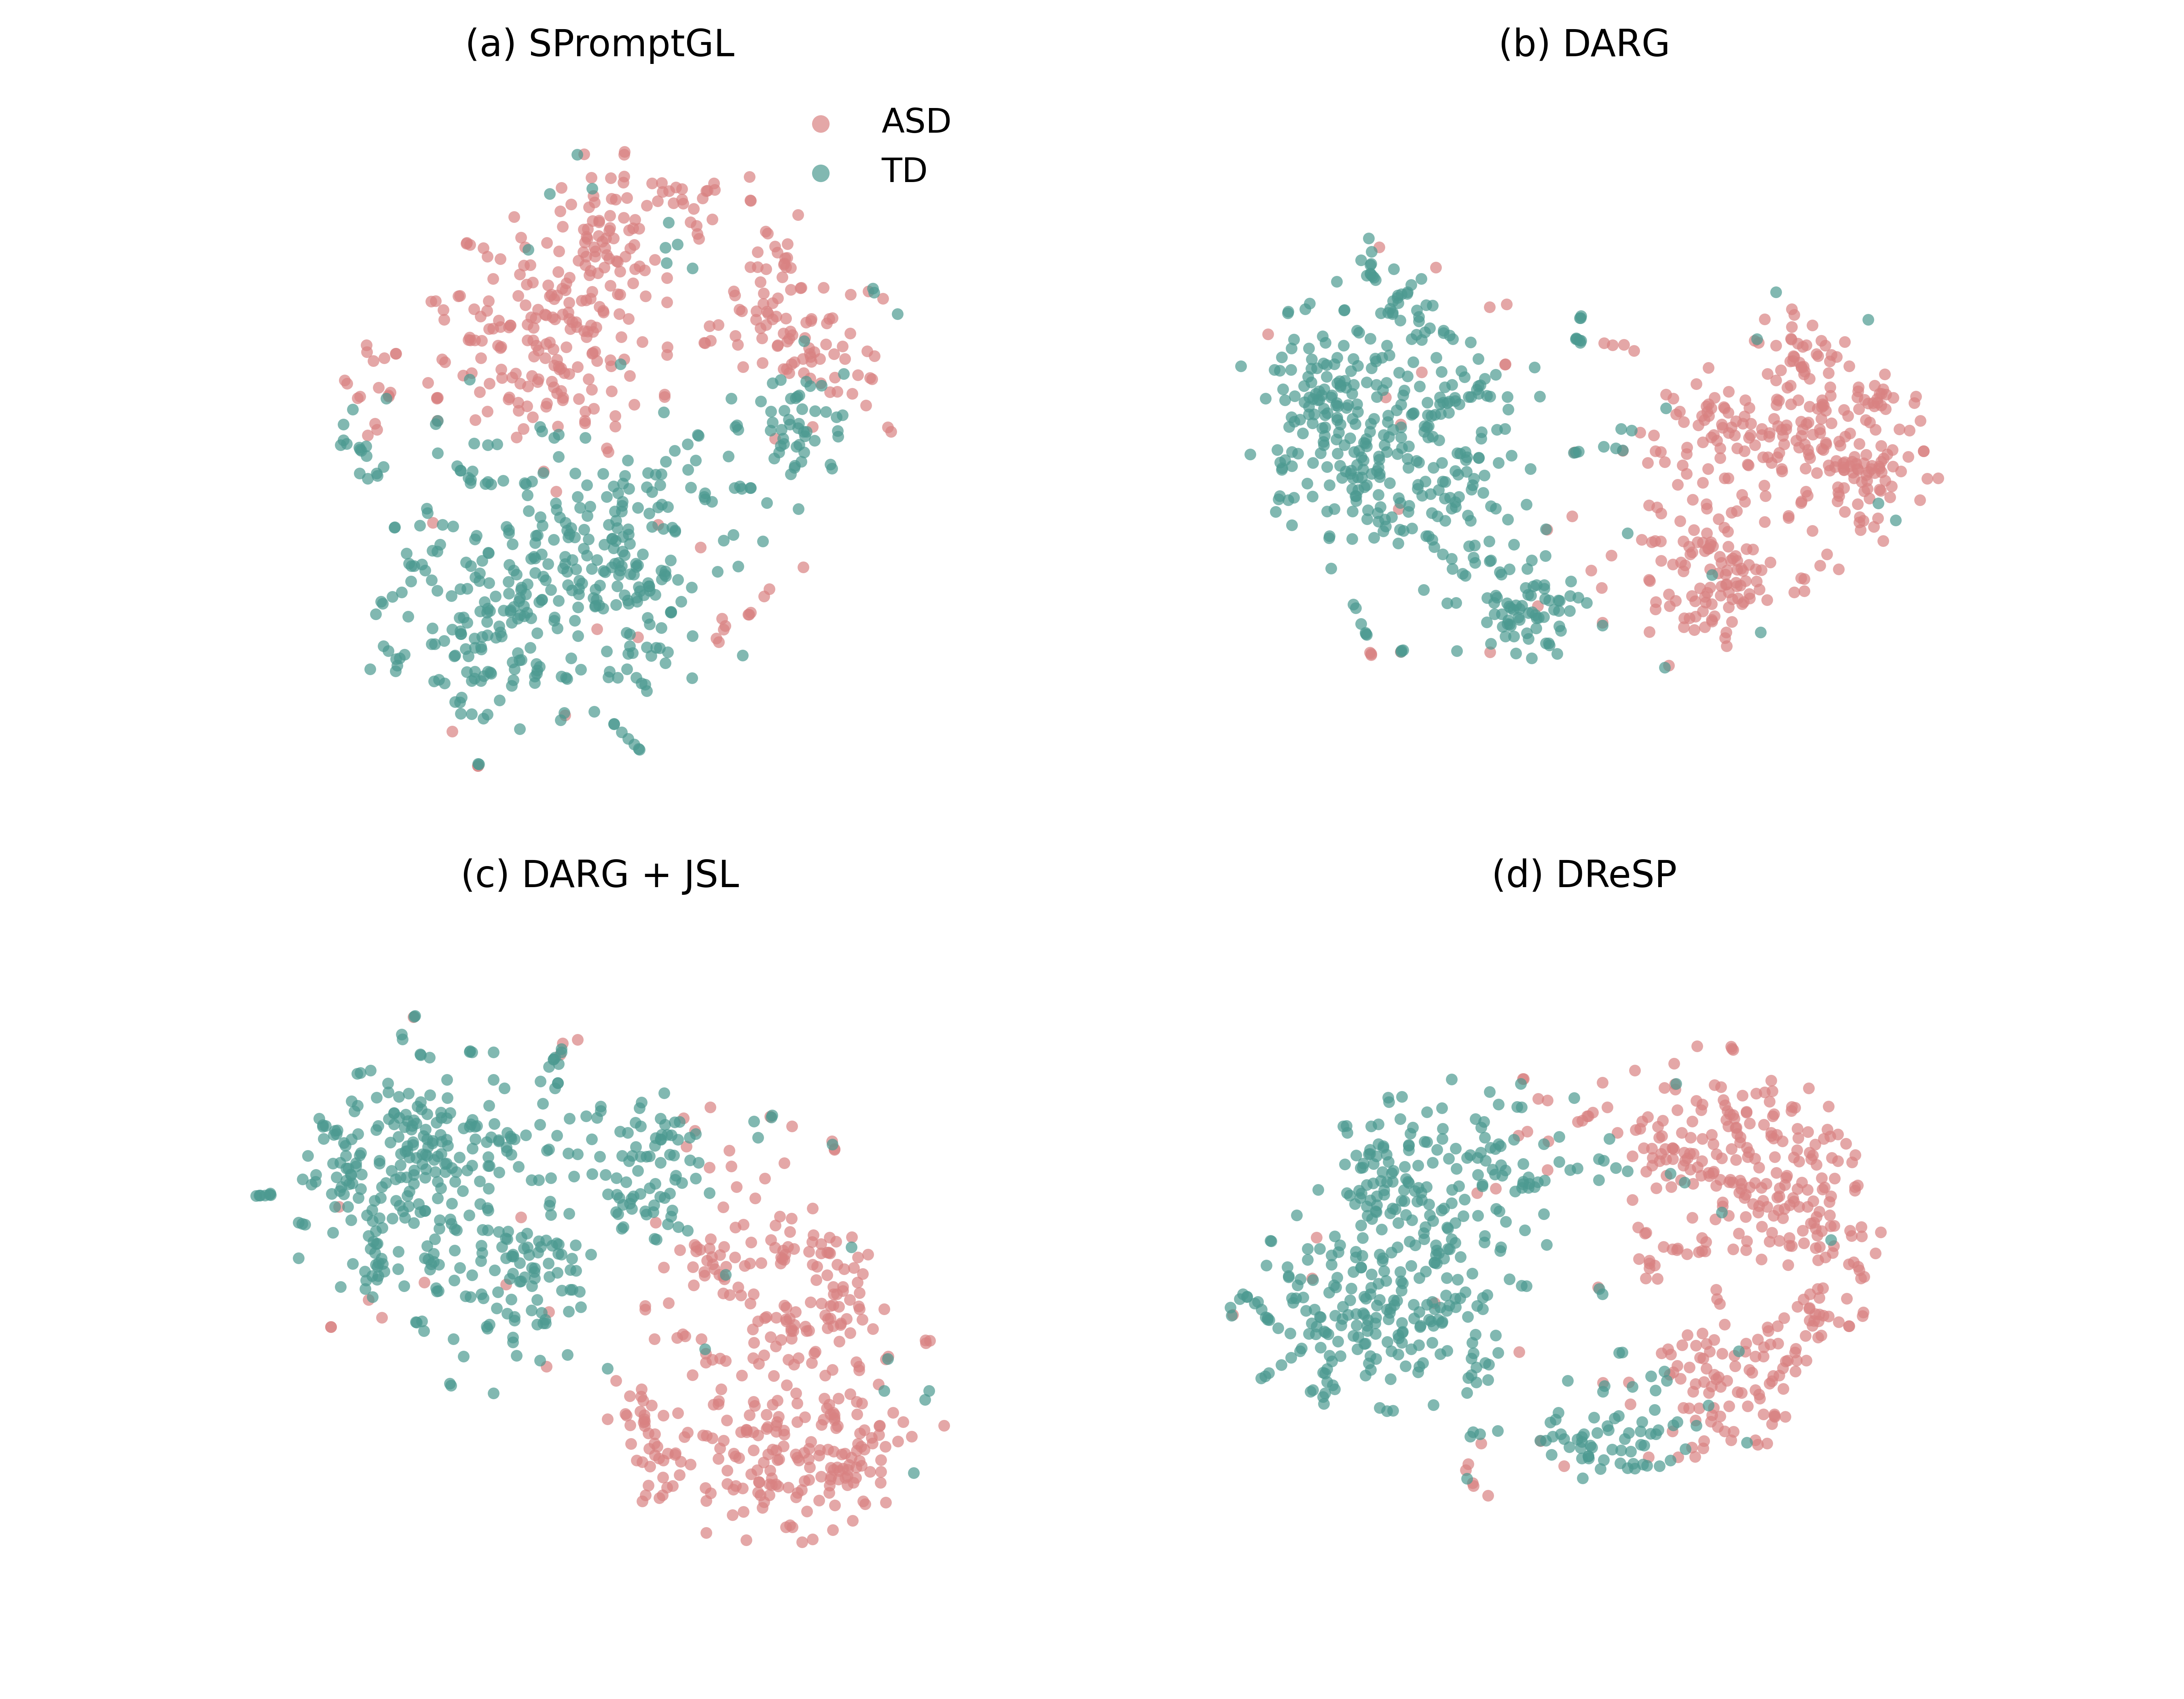 (a) SPromptGL
(b) DARG
ASD
TD
(c) DARG + JSL
(d) DReSP